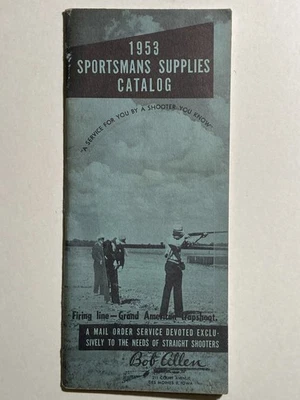 1953
SPORTSMANS SUPPLIES
CATALOG
"A SERVICE FOR YOU BY A SHOOTER YOU KNOW"
Firing line — Grand American Trapshoot.
A MAIL ORDER SERVICE DEVOTED EXCLU-
SIVELY TO THE NEEDS OF STRAIGHT SHOOTERS
Bob Allen
DES MOINES 9, IOWA